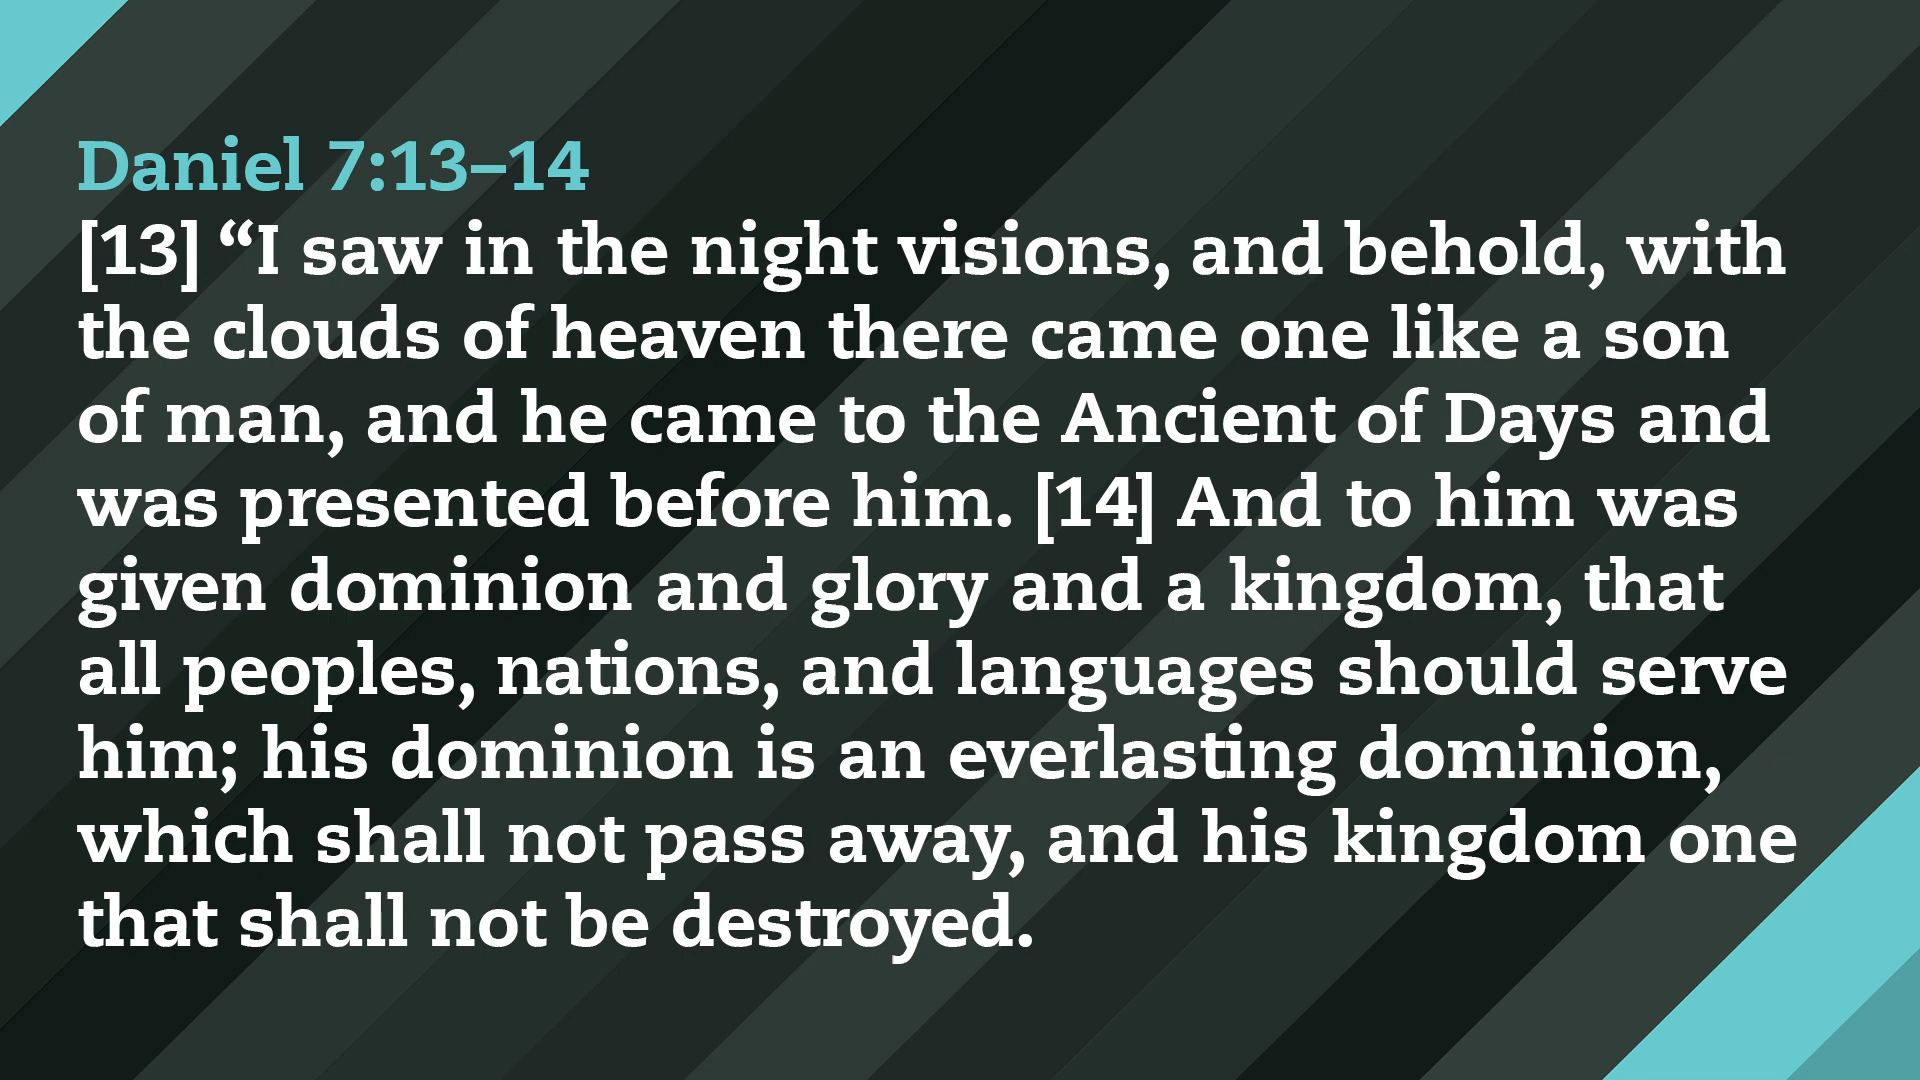 Daniel 7:13–14
[13] “I saw in the night visions, and behold, with
the clouds of heaven there came one like a son
of man, and he came to the Ancient of Days and
was presented before him. [14] And to him was
given dominion and glory and a kingdom, that
all peoples, nations, and languages should serve
him; his dominion is an everlasting dominion,
which shall not pass away, and his kingdom one
that shall not be destroyed.